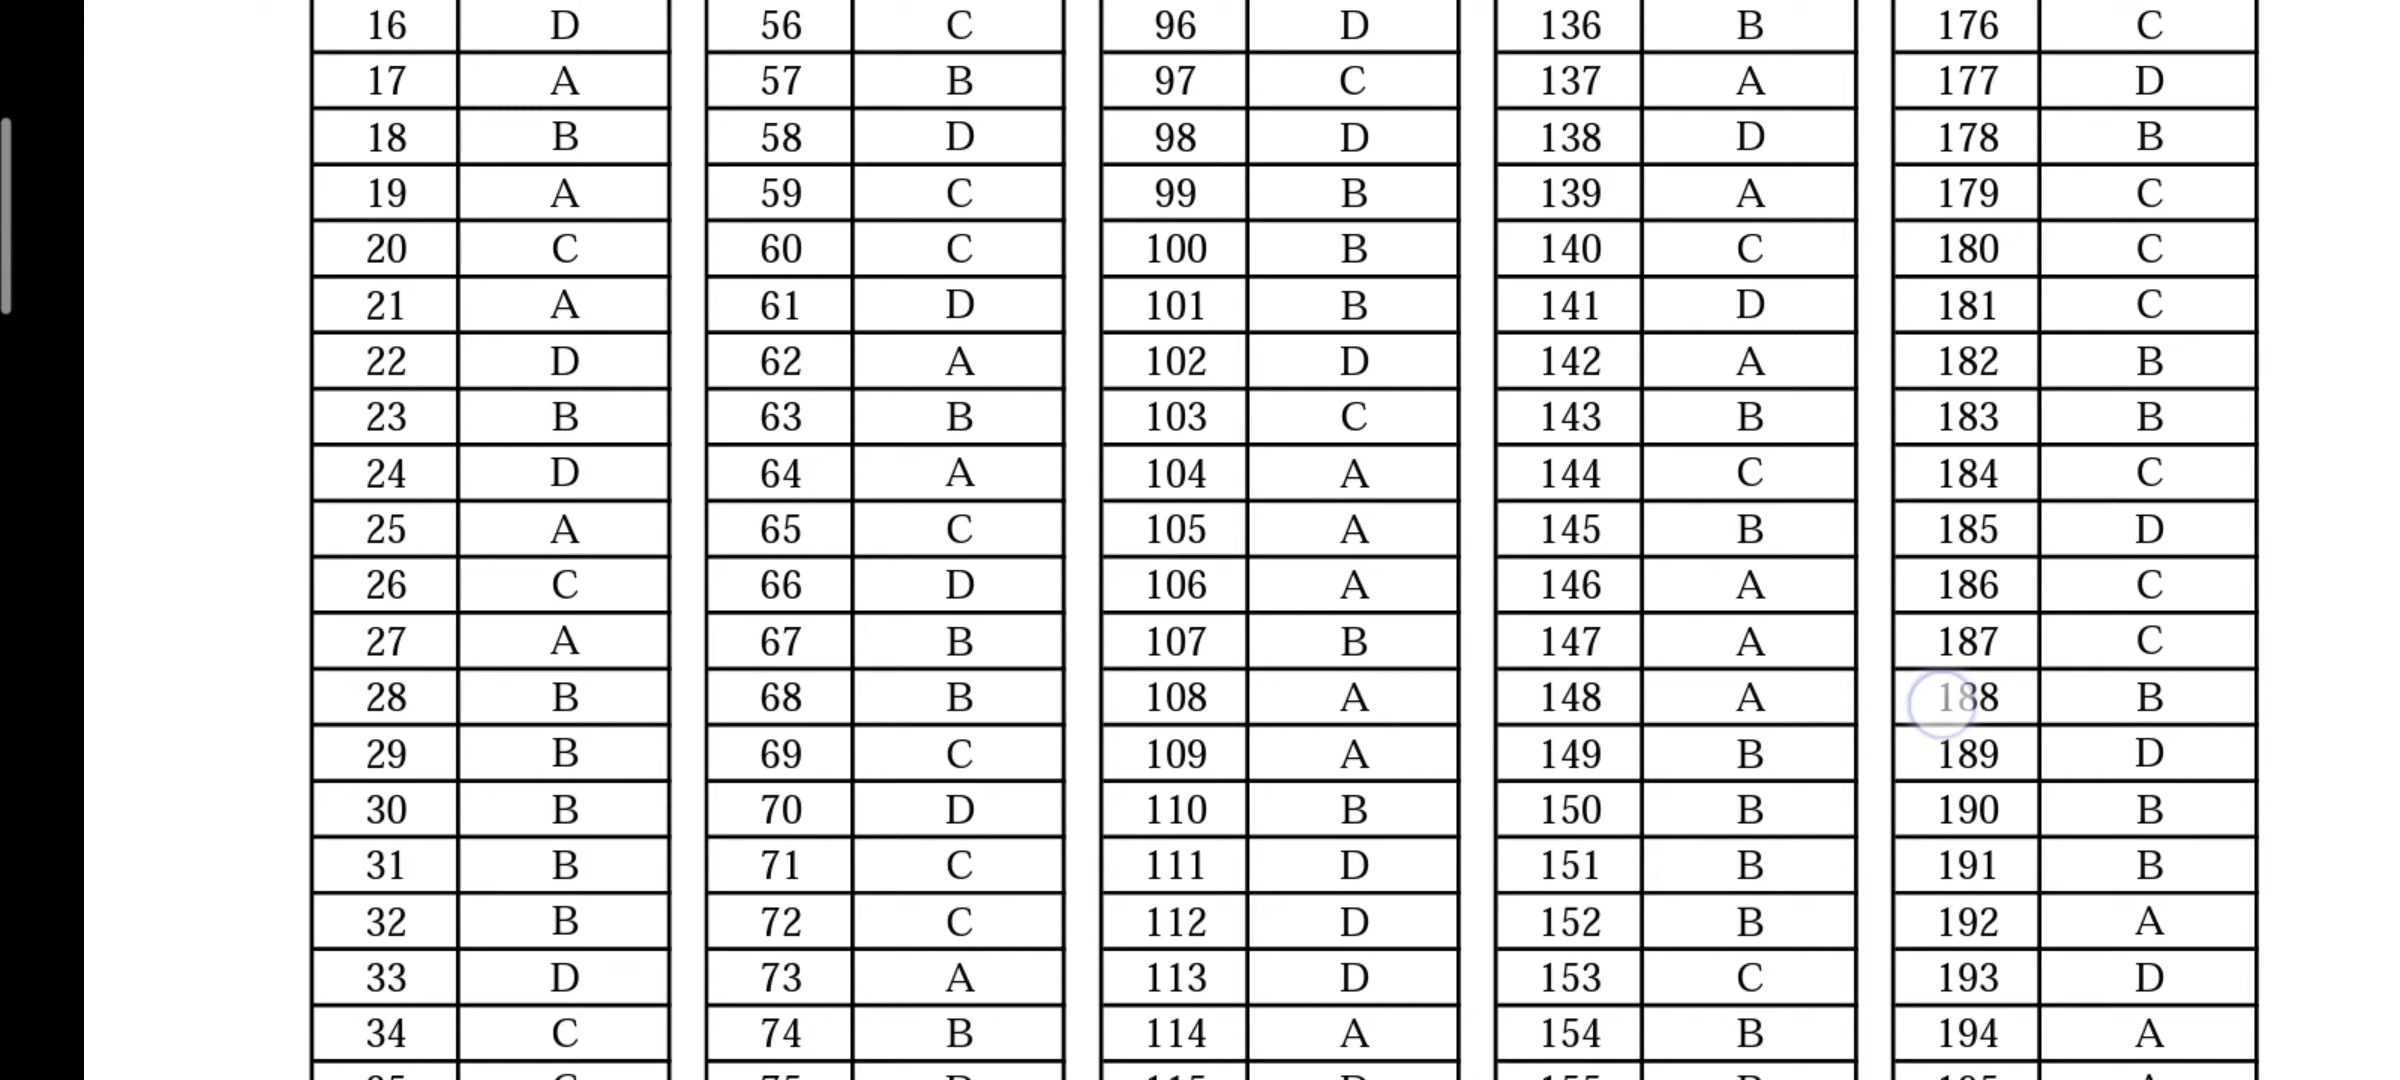 16 D 56 C 96 D 136 B 176 C
17 A 57 B 97 C 137 A 177 D
18 B 58 D 98 D 138 D 178 B
19 A 59 C 99 B 139 A 179 C
20 C 60 C 100 B 140 C 180 C
21 A 61 D 101 B 141 D 181 C
22 D 62 A 102 D 142 A 182 B
23 B 63 B 103 C 143 B 183 B
24 D 64 A 104 A 144 C 184 C
25 A 65 C 105 A 145 B 185 D
26 C 66 D 106 A 146 A 186 C
27 A 67 B 107 B 147 A 187 C
28 B 68 B 108 A 148 A 188 B
29 B 69 C 109 A 149 B 189 D
30 B 70 D 110 B 150 B 190 B
31 B 71 C 111 D 151 B 191 B
32 B 72 C 112 D 152 B 192 A
33 D 73 A 113 D 153 C 193 D
34 C 74 B 114 A 154 B 194 A